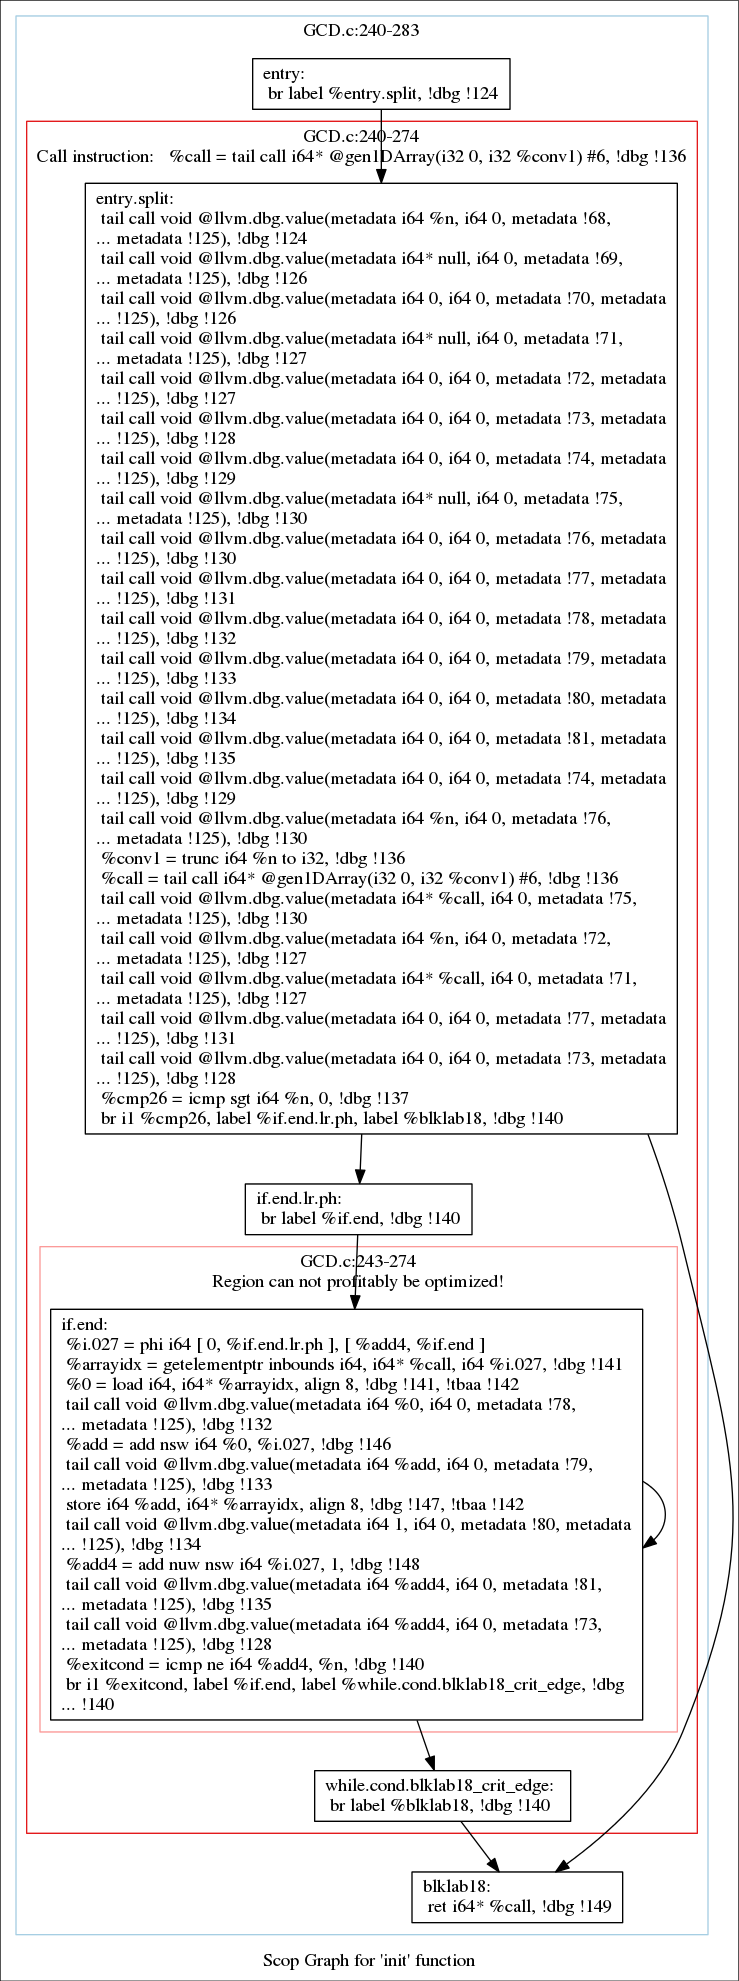 GCD.c:240-283
entry:
br label %entry.split, !dbg !124
GCD.c:240-274
Call instruction: %call = tail call i64* @gen1DArray(i32 0, i32 %conv1) #6, !dbg !136
entry.split:
tail call void @llvm.dbg.value(metadata i64 %n, i64 0, metadata !68,
... metadata !125), !dbg !124
tail call void @llvm.dbg.value(metadata i64* null, i64 0, metadata !69,
... metadata !125), !dbg !126
tail call void @llvm.dbg.value(metadata i64 0, i64 0, metadata !70, metadata
... !125), !dbg !126
tail call void @llvm.dbg.value(metadata i64* null, i64 0, metadata !71,
... metadata !125), !dbg !127
tail call void @llvm.dbg.value(metadata i64 0, i64 0, metadata !72, metadata
... !125), !dbg !127
tail call void @llvm.dbg.value(metadata i64 0, i64 0, metadata !73, metadata
... !125), !dbg !128
tail call void @llvm.dbg.value(metadata i64 0, i64 0, metadata !74, metadata
... !125), !dbg !129
tail call void @llvm.dbg.value(metadata i64* null, i64 0, metadata !75,
... metadata !125), !dbg !130
tail call void @llvm.dbg.value(metadata i64 0, i64 0, metadata !76, metadata
... !125), !dbg !130
tail call void @llvm.dbg.value(metadata i64 0, i64 0, metadata !77, metadata
... !125), !dbg !131
tail call void @llvm.dbg.value(metadata i64 0, i64 0, metadata !78, metadata
... !125), !dbg !132
tail call void @llvm.dbg.value(metadata i64 0, i64 0, metadata !79, metadata
... !125), !dbg !133
tail call void @llvm.dbg.value(metadata i64 0, i64 0, metadata !80, metadata
... !125), !dbg !134
tail call void @llvm.dbg.value(metadata i64 0, i64 0, metadata !81, metadata
... !125), !dbg !135
tail call void @llvm.dbg.value(metadata i64 0, i64 0, metadata !74, metadata
... !125), !dbg !129
tail call void @llvm.dbg.value(metadata i64 %n, i64 0, metadata !76,
... metadata !125), !dbg !130
%conv1 = trunc i64 %n to i32, !dbg !136
%call = tail call i64* @gen1DArray(i32 0, i32 %conv1) #6, !dbg !136
tail call void @llvm.dbg.value(metadata i64* %call, i64 0, metadata !75,
... metadata !125), !dbg !130
tail call void @llvm.dbg.value(metadata i64 %n, i64 0, metadata !72,
... metadata !125), !dbg !127
tail call void @llvm.dbg.value(metadata i64* %call, i64 0, metadata !71,
... metadata !125), !dbg !127
tail call void @llvm.dbg.value(metadata i64 0, i64 0, metadata !77, metadata
... !125), !dbg !131
tail call void @llvm.dbg.value(metadata i64 0, i64 0, metadata !73, metadata
... !125), !dbg !128
%cmp26 = icmp sgt i64 %n, 0, !dbg !137
br i1 %cmp26, label %if.end.lr.ph, label %blklab18, !dbg !140
if.end.lr.ph:
br label %if.end, !dbg !140
GCD.c:243-274
Region can not profitably be optimized!
if.end:
%i.027 = phi i64 [ 0, %if.end.lr.ph ], [ %add4, %if.end ]
%arrayidx = getelementptr inbounds i64, i64* %call, i64 %i.027, !dbg !141
%0 = load i64, i64* %arrayidx, align 8, !dbg !141, !tbaa !142
tail call void @llvm.dbg.value(metadata i64 %0, i64 0, metadata !78,
... metadata !125), !dbg !132
%add = add nsw i64 %0, %i.027, !dbg !146
tail call void @llvm.dbg.value(metadata i64 %add, i64 0, metadata !79,
... metadata !125), !dbg !133
store i64 %add, i64* %arrayidx, align 8, !dbg !147, !tbaa !142
tail call void @llvm.dbg.value(metadata i64 1, i64 0, metadata !80, metadata
... !125), !dbg !134
%add4 = add nuw nsw i64 %i.027, 1, !dbg !148
tail call void @llvm.dbg.value(metadata i64 %add4, i64 0, metadata !81,
... metadata !125), !dbg !135
tail call void @llvm.dbg.value(metadata i64 %add4, i64 0, metadata !73,
... metadata !125), !dbg !128
%exitcond = icmp ne i64 %add4, %n, !dbg !140
br i1 %exitcond, label %if.end, label %while.cond.blklab18_crit_edge, !dbg
... !140
while.cond.blklab18_crit_edge:
br label %blklab18, !dbg !140
blklab18:
ret i64* %call, !dbg !149
Scop Graph for 'init' function